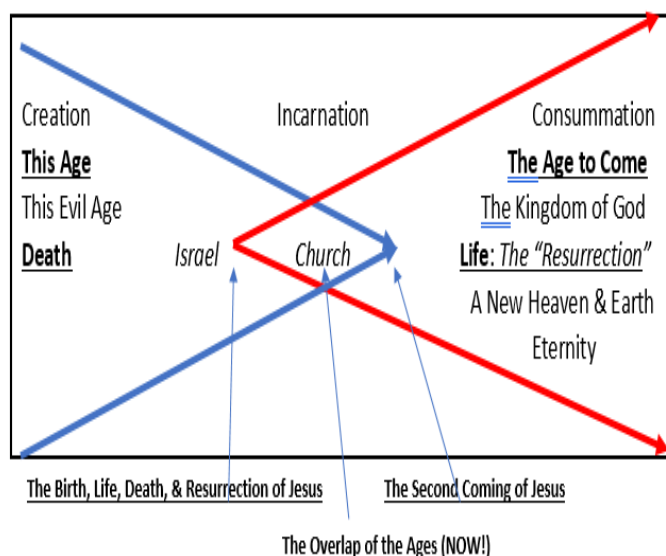 Creation
Incarnation
Consummation
This Age
The Age to Come
This Evil Age
The Kingdom of God
Death
Israel
Church
Life: The “Resurrection”
A New Heaven & Earth
Eternity
The Birth, Life, Death, & Resurrection of Jesus
The Second Coming of Jesus
The Overlap of the Ages (NOW!)